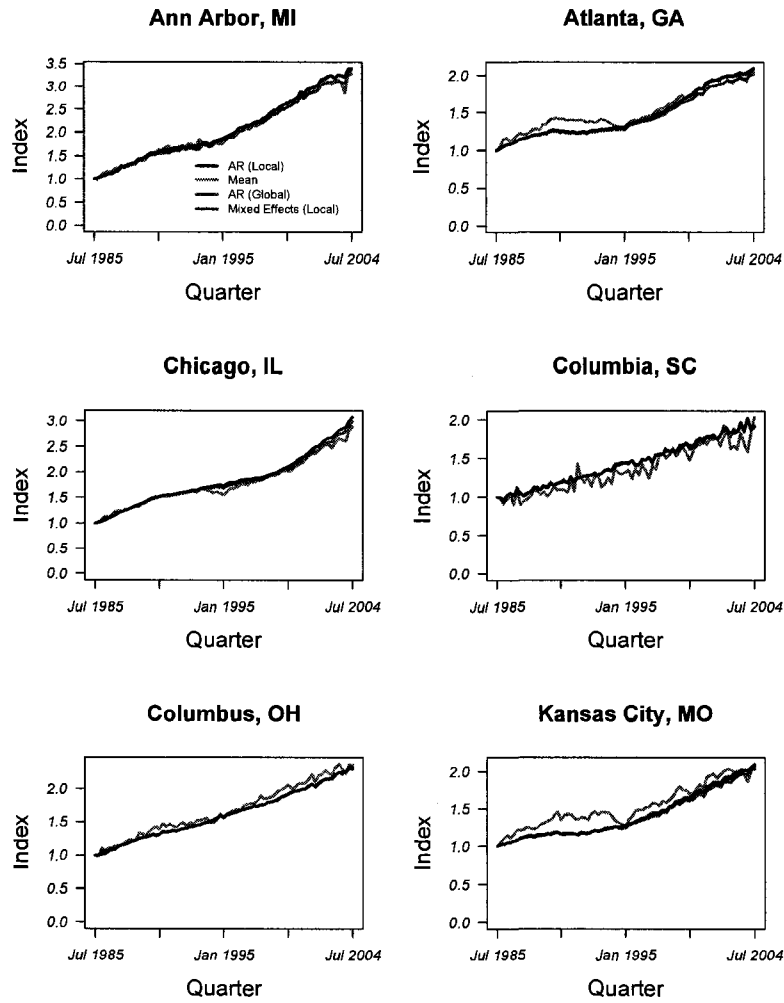 Ann Arbor, MI
Index
3.5
3.0
2.5
2.0
1.5
1.0
0.5
0.0
AR (Local)
Mean
AR (Global)
Mixed Effects (Local)
Jul 1985
Jan 1995
Jul 2004
Quarter
Atlanta, GA
Index
2.0
1.5
1.0
0.5
0.0
Jul 1985
Jan 1995
Jul 2004
Quarter
Chicago, IL
Index
3.0
2.5
2.0
1.5
1.0
0.5
0.0
Jul 1985
Jan 1995
Jul 2004
Quarter
Columbia, SC
Index
2.0
1.5
1.0
0.5
0.0
Jul 1985
Jan 1995
Jul 2004
Quarter
Columbus, OH
Index
2.0
1.5
1.0
0.5
0.0
Jul 1985
Jan 1995
Jul 2004
Quarter
Kansas City, MO
Index
2.0
1.5
1.0
0.5
0.0
Jul 1985
Jan 1995
Jul 2004
Quarter